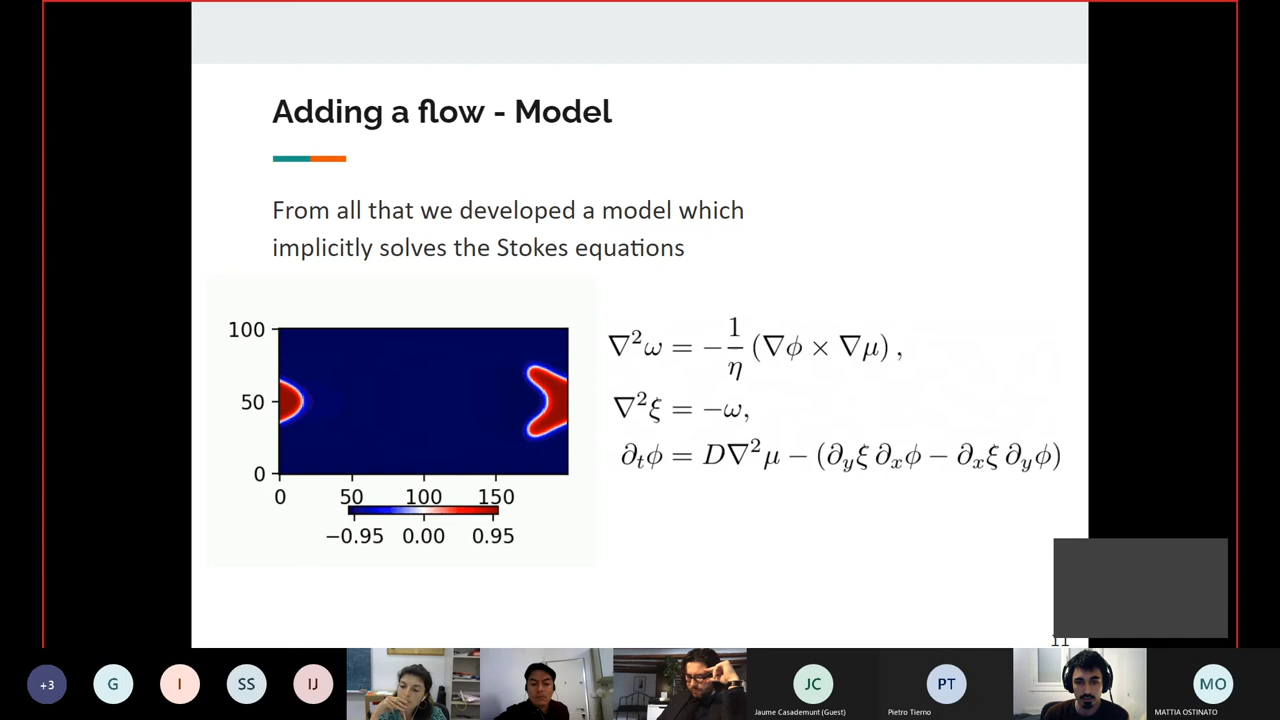 Adding a flow - Model
From all that we developed a model which
implicitly solves the Stokes equations
100
50
0
0 50 100 150
−0.95 0.00 0.95
∇²ω = −1/η (∇ϕ × ∇μ) ,
∇²ξ = −ω,
∂ₜϕ = D∇²μ − (∂_yξ ∂ₓϕ − ∂ₓξ ∂_yϕ)
+3 G I SS IJ JC PT MO
Jaume Casademunt (Guest) Pietro Tierno MATTIA OSTINATO